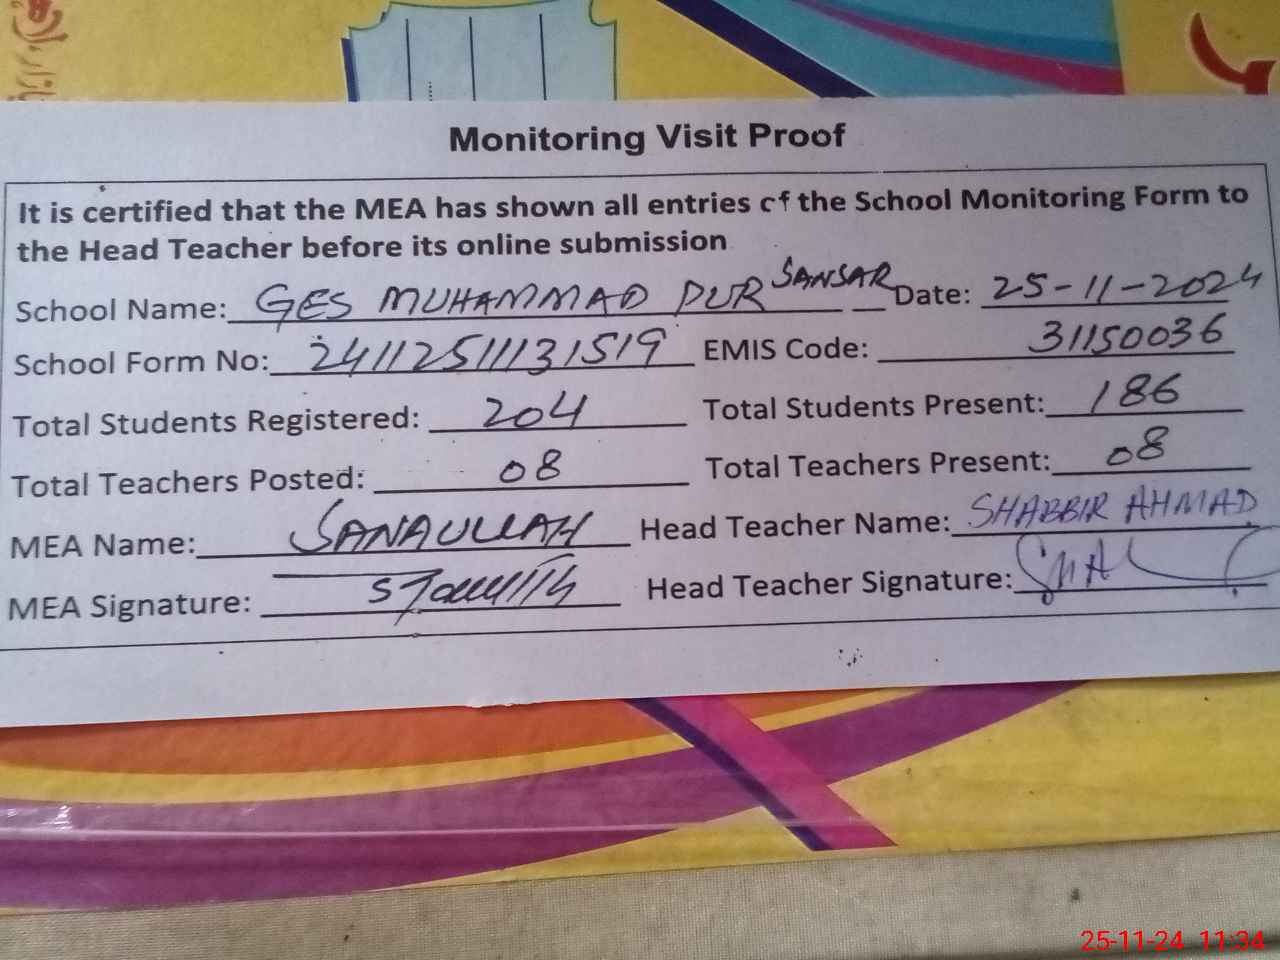 Monitoring Visit Proof
It is certified that the MEA has shown all entries of the School Monitoring Form to
the Head Teacher before its online submission
School Name: GES MUHAMMAD PUR SANSAR Date: 25-11-2024
School Form No: 24112511131519 EMIS Code: 31150036
Total Students Registered: 204 Total Students Present: 186
Total Teachers Posted: 08 Total Teachers Present: 08
MEA Name: SANAULLAH Head Teacher Name: SHABBIR AHMAD
MEA Signature: Head Teacher Signature:
25-11-24 11:34